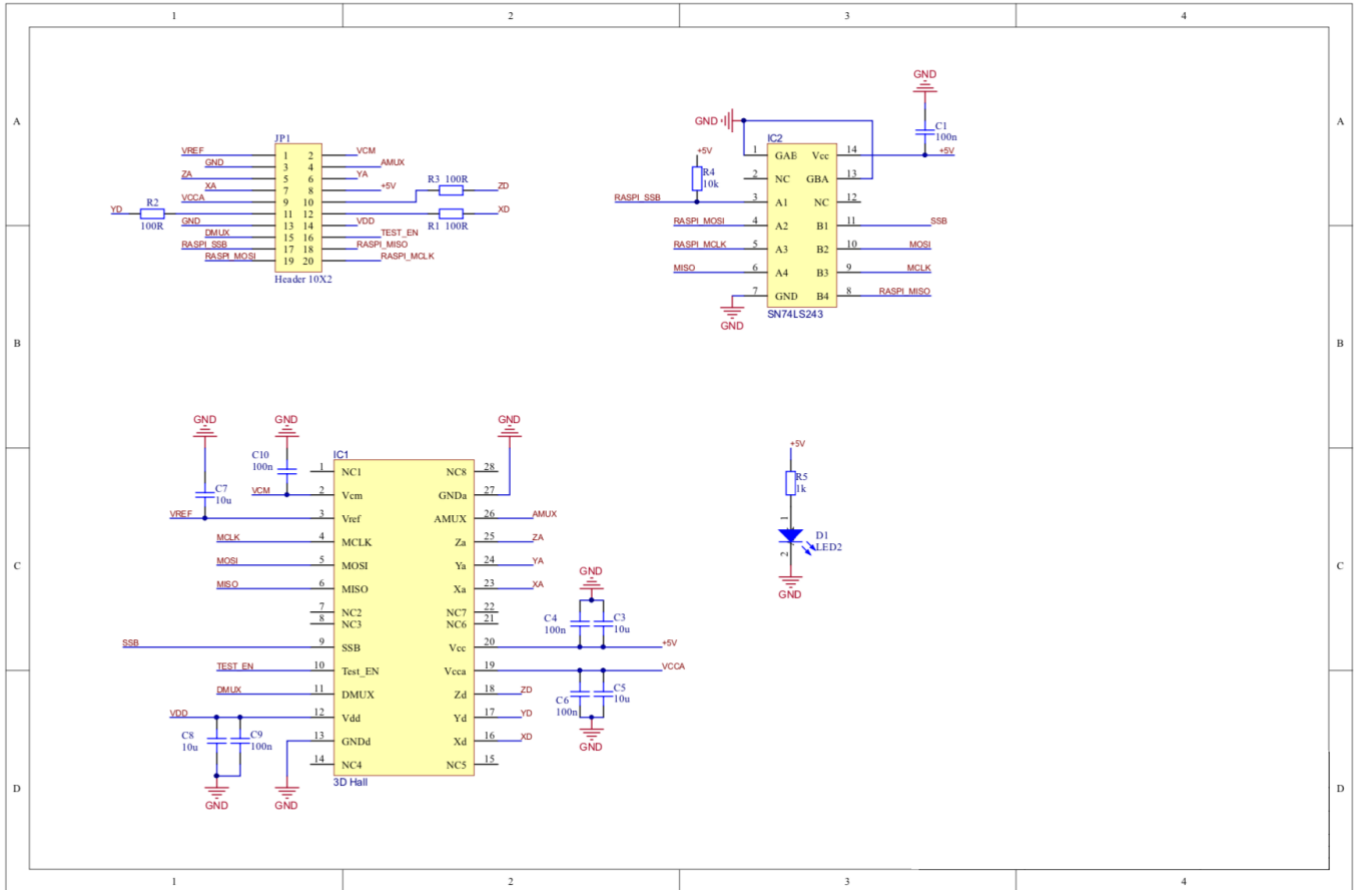 1 2 3 4
A A
B B
C C
D D
1 2 3 4
JP1
VREF 1 2 VCM
GND 3 4 AMUX
ZA 5 6 YA
XA 7 8 +5V
VCCA 9 10 R3 100R ZD
YD R2 100R 11 12 R1 100R XD
GND 13 14 VDD
DMUX 15 16 TEST_EN
RASPI_SSB 17 18 RASPI_MISO
RASPI_MOSI 19 20 RASPI_MCLK
Header 10X2
GND
C1
100n
+5V
GND
IC2
+5V
R4
10k
1 GAB Vcc 14
2 NC GBA 13
RASPI_SSB 3 A1 NC 12
RASPI_MOSI 4 A2 B1 11 SSB
RASPI_MCLK 5 A3 B2 10 MOSI
MISO 6 A4 B3 9 MCLK
7 GND B4 8 RASPI_MISO
GND
SN74LS243
GND GND GND
C10
100n
C7
10u
IC1
1 NC1 NC8 28
VCM 2 Vcm GNDa 27
VREF 3 Vref AMUX 26 AMUX
MCLK 4 MCLK Za 25 ZA
MOSI 5 MOSI Ya 24 YA
MISO 6 MISO Xa 23 XA
7 NC2 NC7 22
8 NC3 NC6 21
SSB 9 SSB Vcc 20 +5V
TEST_EN 10 Test_EN Vcca 19 VCCA
DMUX 11 DMUX Zd 18 ZD
VDD 12 Vdd Yd 17 YD
13 GNDd Xd 16 XD
14 NC4 NC5 15
3D Hall
GND
C4
100n
C3
10u
C6
100n
C5
10u
GND
C8
10u
C9
100n
GND GND
+5V
R5
1k
1
D1
LED2
2
GND